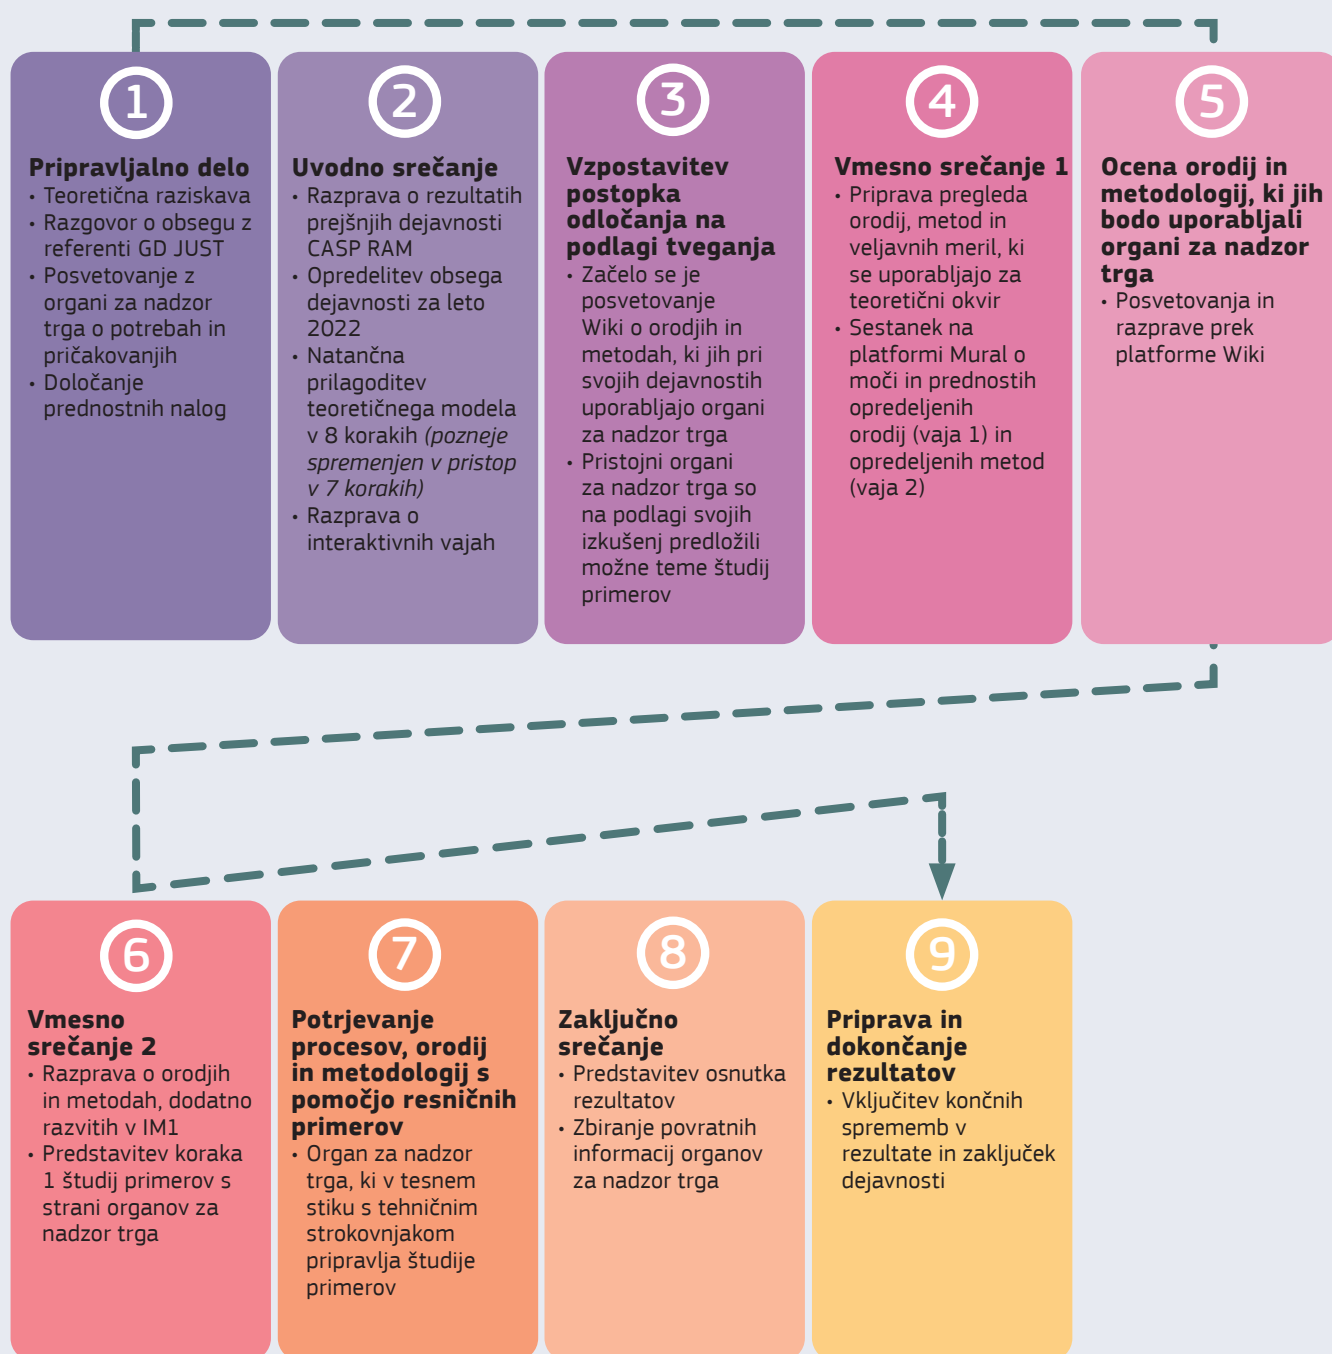 1
Pripravljalno delo
• Teoretična raziskava
• Razgovor o obsegu z
referenti GD JUST
• Posvetovanje z
organi za nadzor
trga o potrebah in
pričakovanjih
• Določanje
prednostnih nalog
2
Uvodno srečanje
• Razprava o rezultatih
prejšnjih dejavnosti
CASP RAM
• Opredelitev obsega
dejavnosti za leto
2022
• Natančna
prilagoditev
teoretičnega modela
v 8 korakih (pozneje
spremenjen v pristop
v 7 korakih)
• Razprava o
interaktivnih vajah
3
Vzpostavitev
postopka
odločanja na
podlagi tveganja
• Začelo se je
posvetovanje
Wiki o orodjih in
metodah, ki jih pri
svojih dejavnostih
uporabljajo organi
za nadzor trga
• Pristojni organi
za nadzor trga so
na podlagi svojih
izkušenj predložili
možne teme študij
primerov
4
Vmesno srečanje 1
• Priprava pregleda
orodij, metod in
veljavnih meril, ki
se uporabljajo za
teoretični okvir
• Sestanek na
platformi Mural o
moči in prednostih
opredeljenih
orodij (vaja 1) in
opredeljenih metod
(vaja 2)
5
Ocena orodij in
metodologij, ki jih
bodo uporabljali
organi za nadzor
trga
• Posvetovanja in
razprave prek
platforme Wiki
6
Vmesno
srečanje 2
• Razprava o orodjih
in metodah, dodatno
razvitih v IM1
• Predstavitev koraka
1 študij primerov s
strani organov za
nadzor trga
7
Potrjevanje
procesov, orodij
in metodologij s
pomočjo resničnih
primerov
• Organ za nadzor
trga, ki v tesnem
stiku s tehničnim
strokovnjakom
pripravlja študije
primerov
8
Zaključno
srečanje
• Predstavitev osnutka
rezultatov
• Zbiranje povratnih
informacij organov
za nadzor trga
9
Priprava in
dokončanje
rezultatov
• Vključitev končnih
sprememb v
rezultate in zaključek
dejavnosti